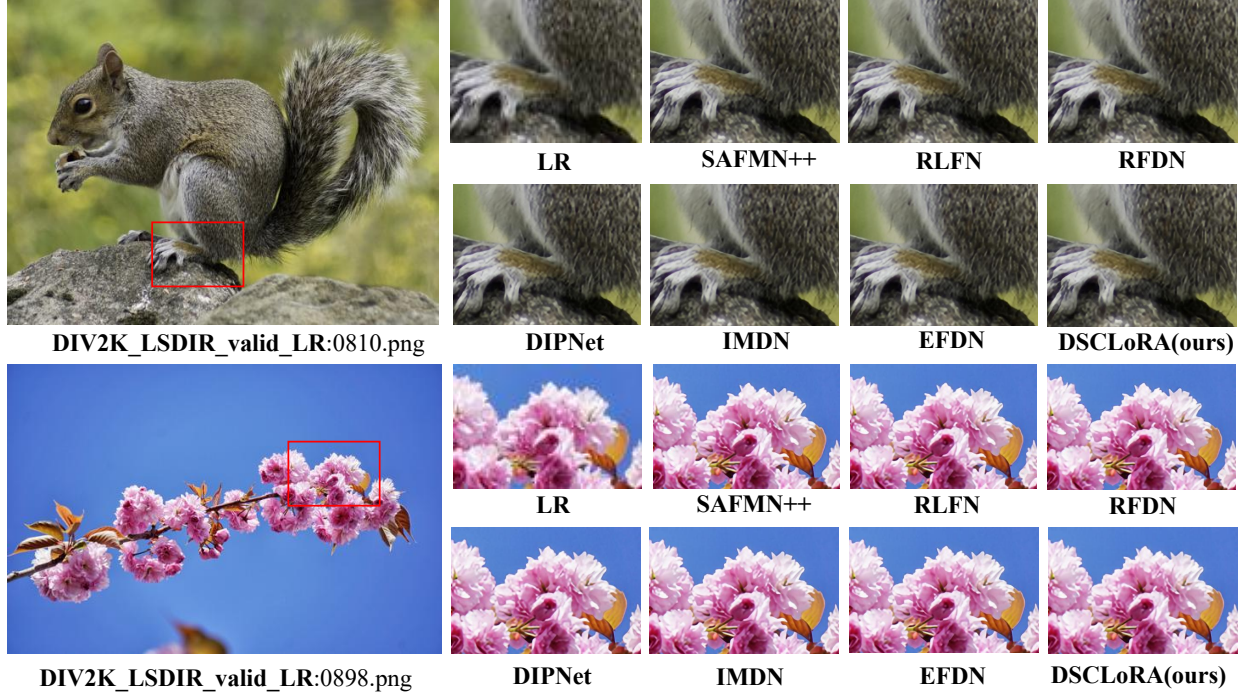 LR SAFMN++ RLFN RFDN
DIPNet IMDN EFDN DSCLoRA(ours)
DIV2K_LSDIR_valid_LR:0810.png
LR SAFMN++ RLFN RFDN
DIPNet IMDN EFDN DSCLoRA(ours)
DIV2K_LSDIR_valid_LR:0898.png